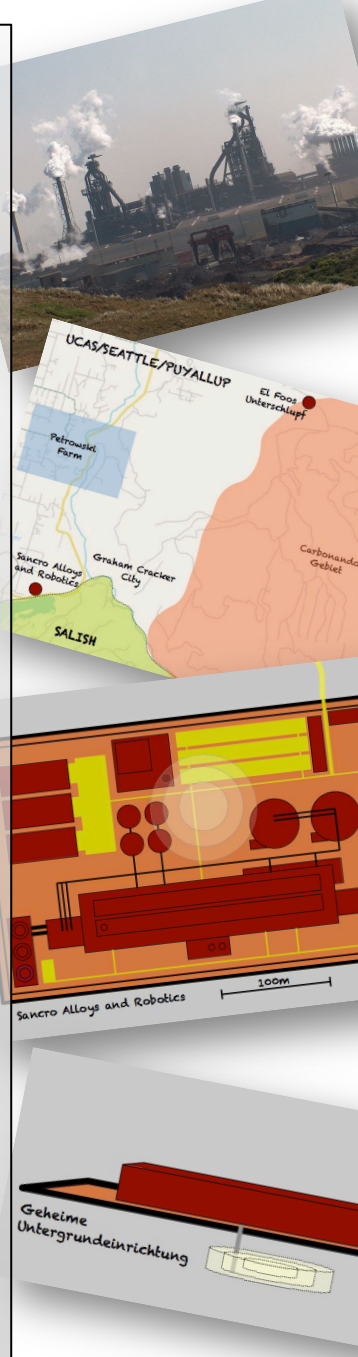 UCAS/SEATTLE/PUYALLUP
El Foos
Unterschlupf
Petrowski
Farm
Carbonando
Gebiet
Sancro Alloys
and Robotics
Graham Cracker
City
SALISH
Sancro Alloys and Robotics
100m
Geheime
Untergrundeinrichtung